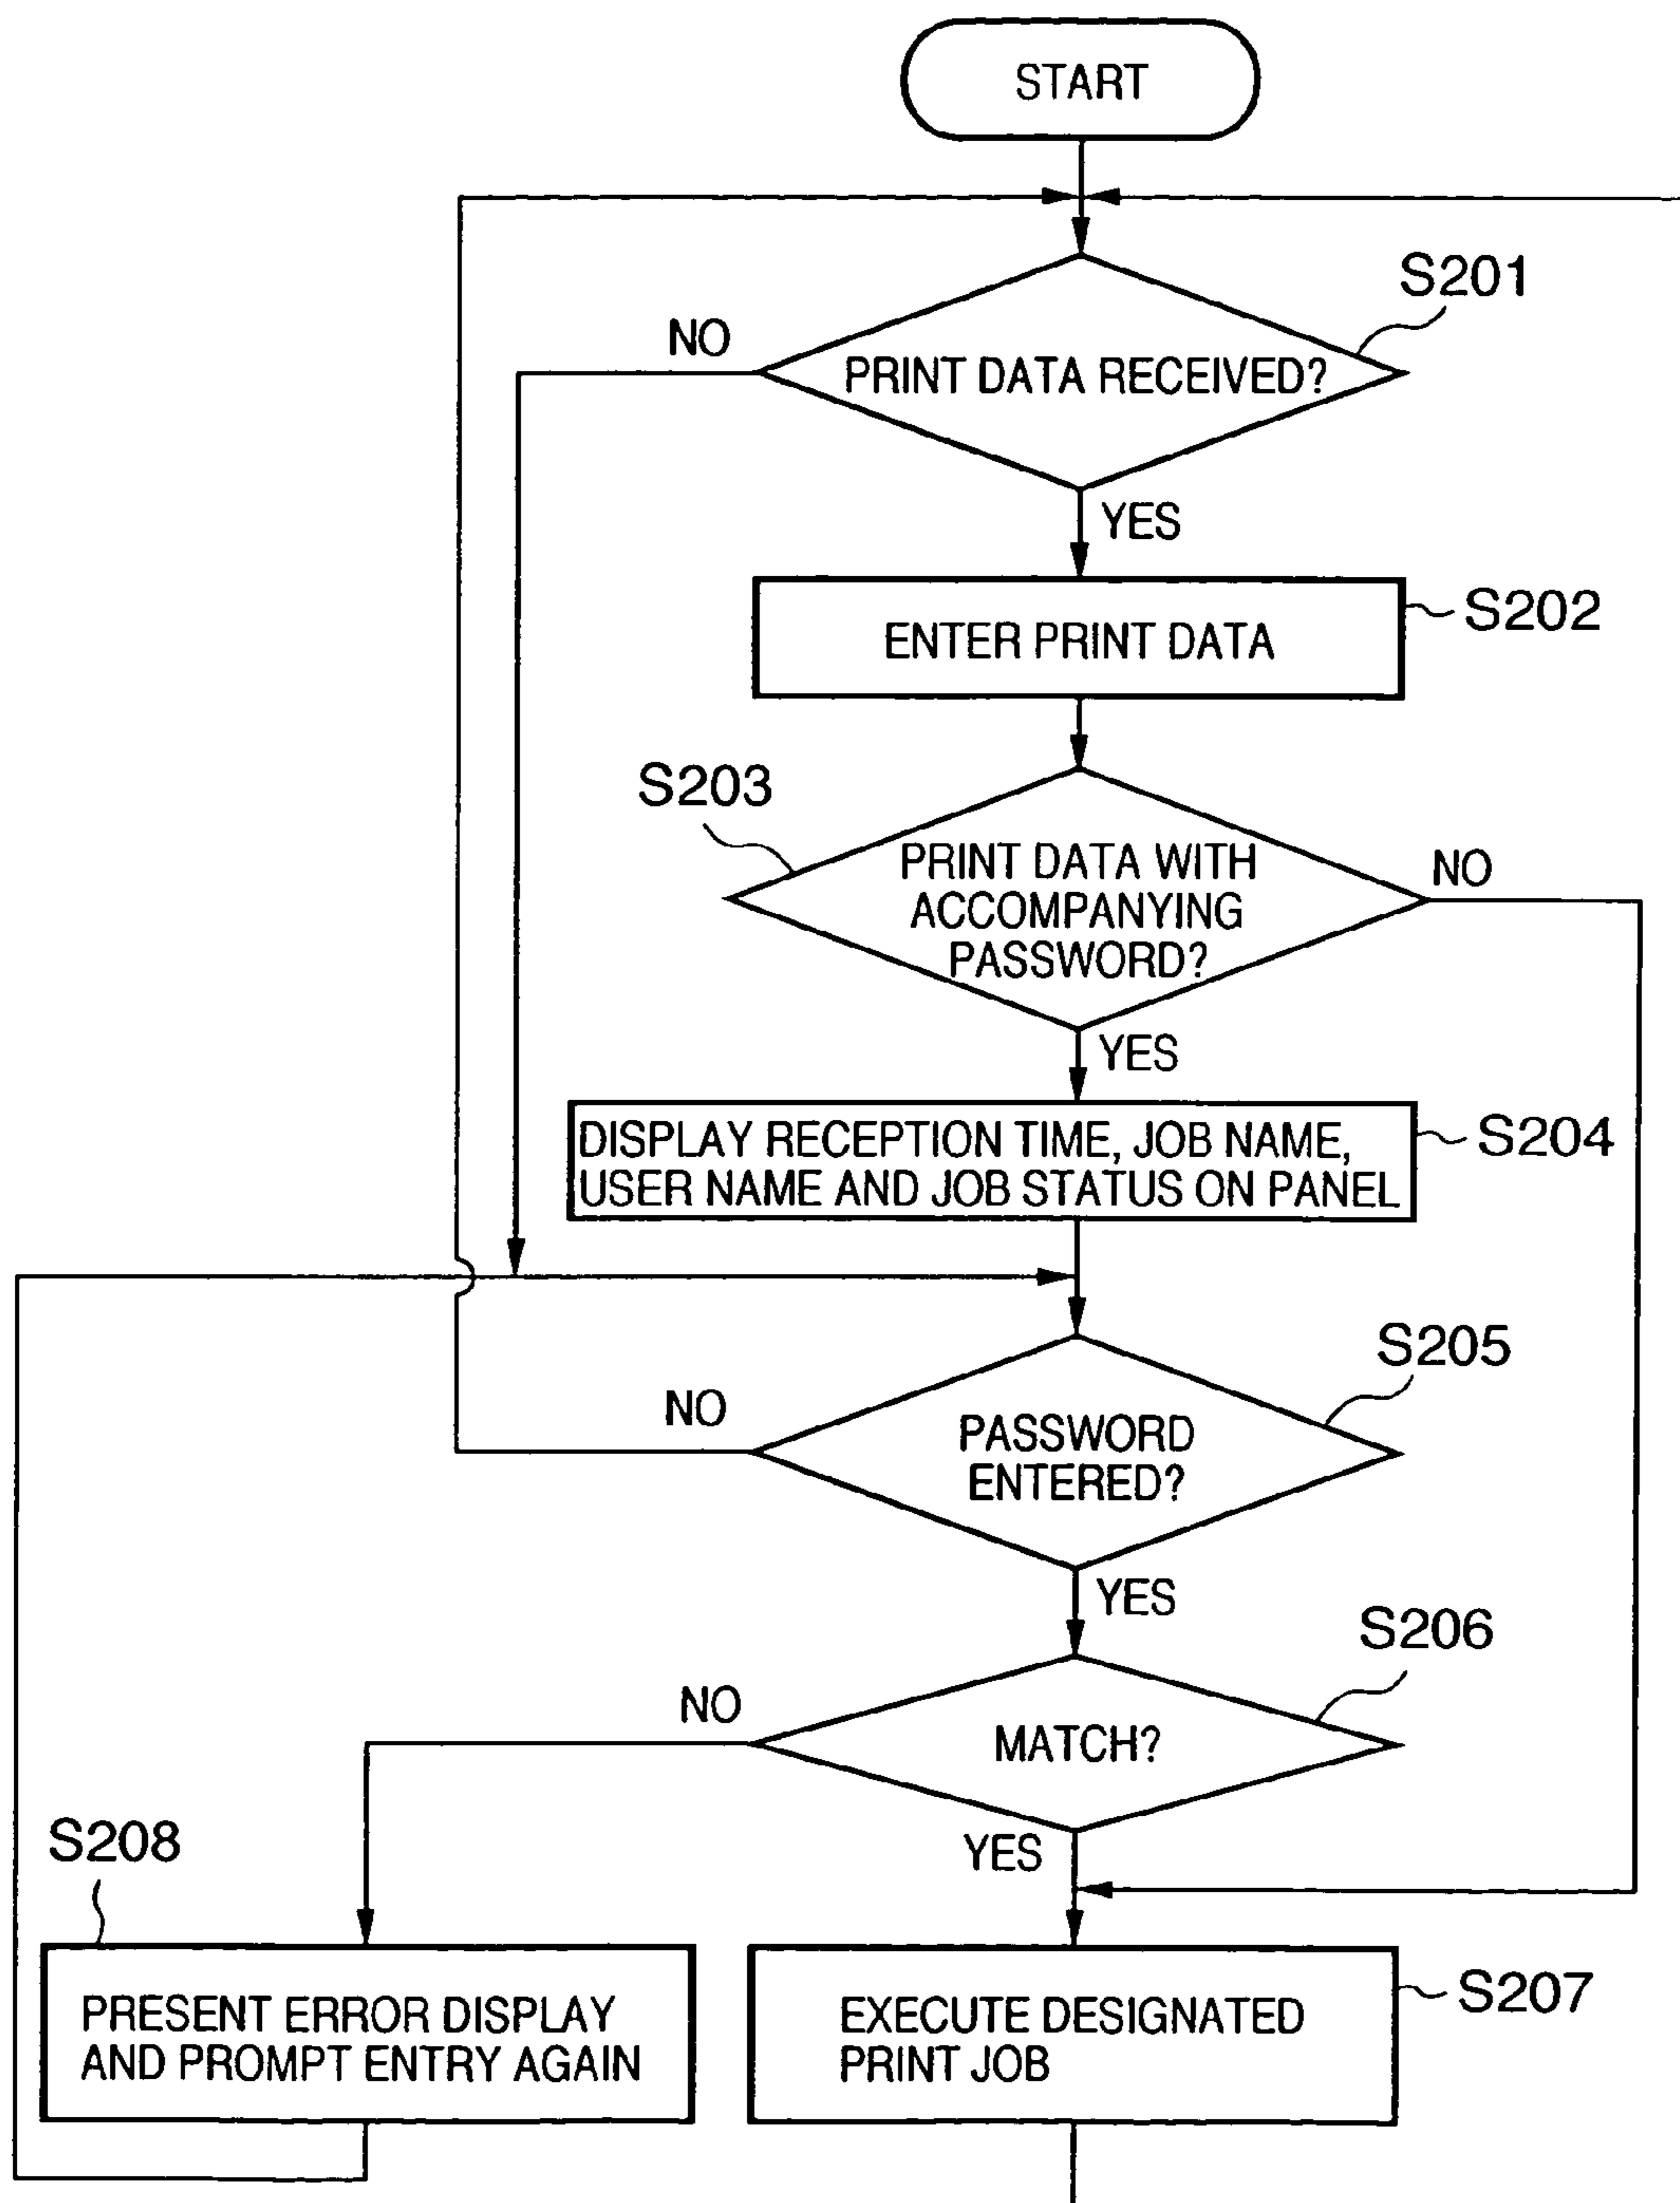 START
S201
NO
PRINT DATA RECEIVED?
YES
S202
ENTER PRINT DATA
S203
PRINT DATA WITH
ACCOMPANYING
PASSWORD?
NO
YES
S204
DISPLAY RECEPTION TIME, JOB NAME,
USER NAME AND JOB STATUS ON PANEL
S205
NO
PASSWORD
ENTERED?
YES
S206
NO
MATCH?
YES
S208
PRESENT ERROR DISPLAY
AND PROMPT ENTRY AGAIN
S207
EXECUTE DESIGNATED
PRINT JOB